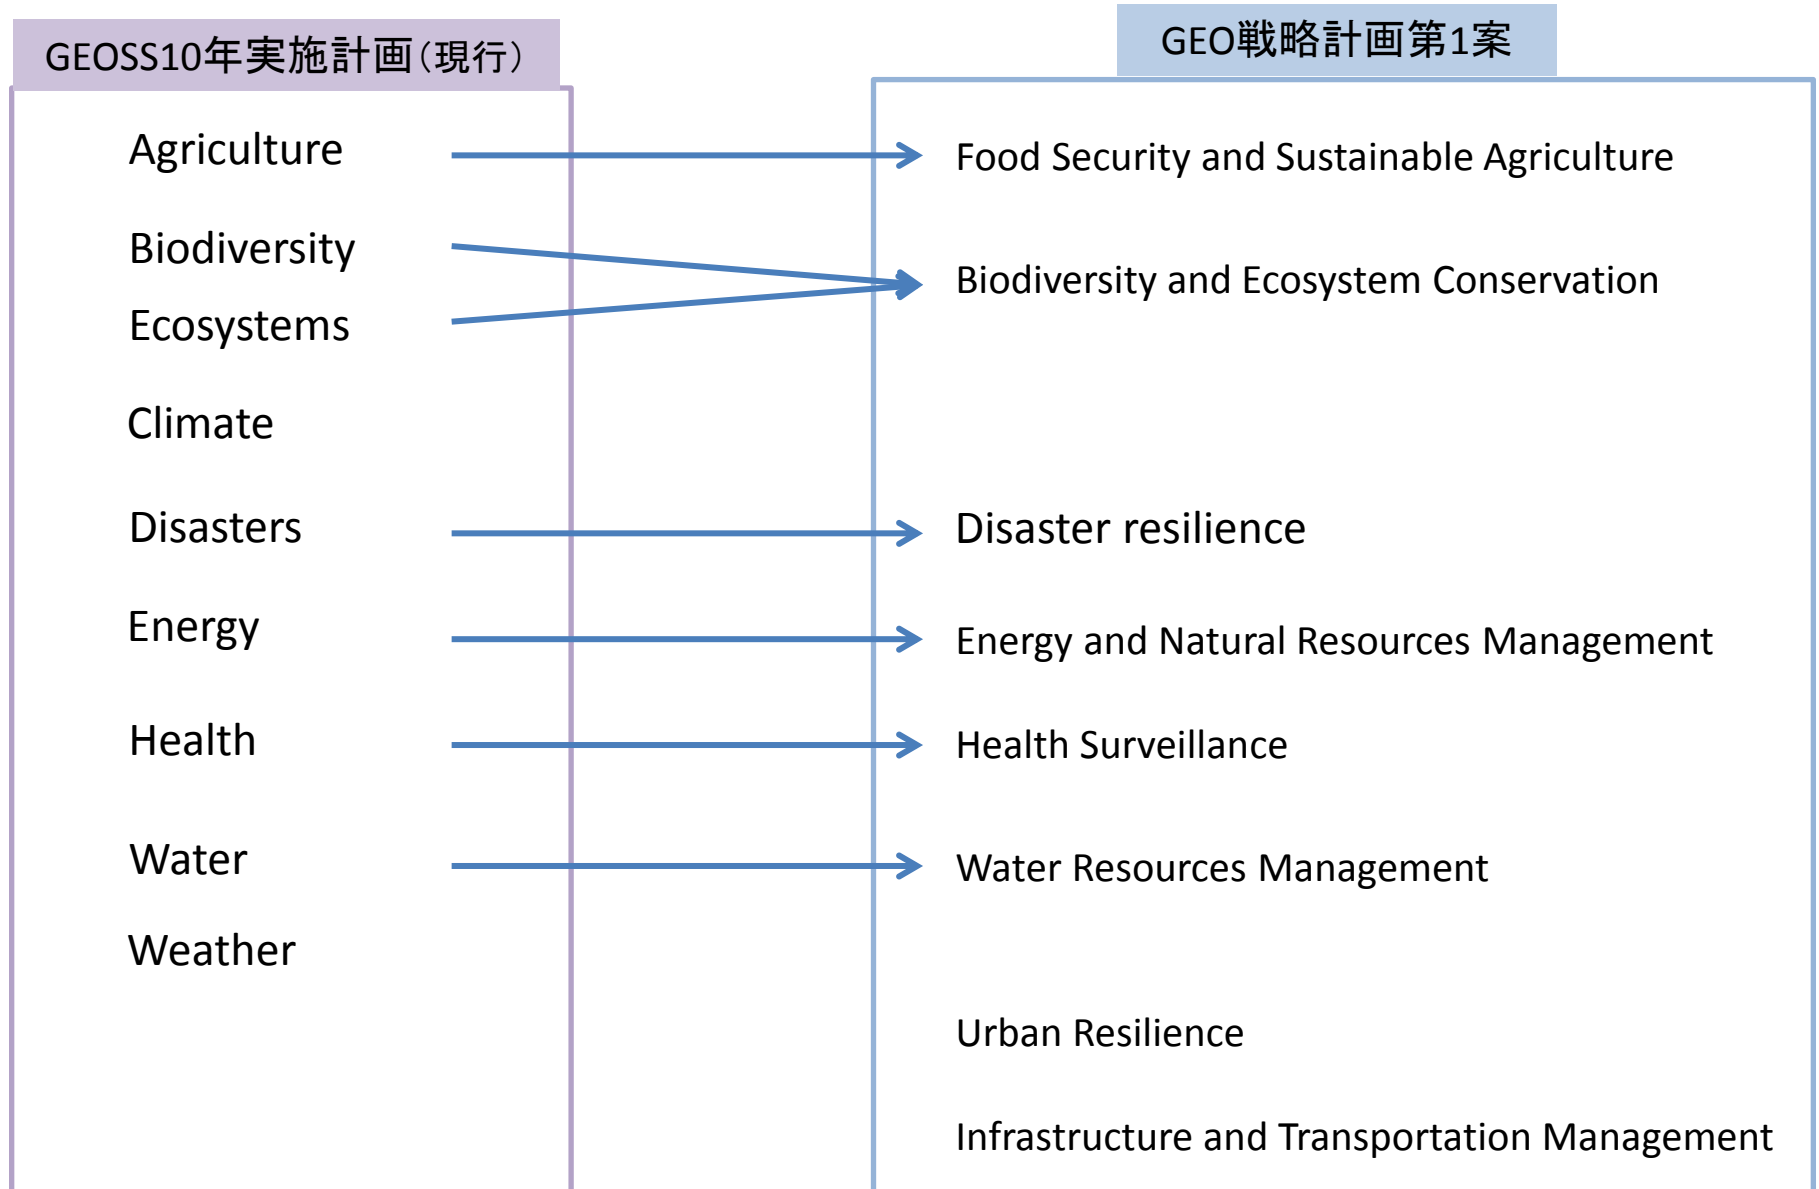 GEOSS10年実施計画（現行）
Agriculture
Biodiversity
Ecosystems
Climate
Disasters
Energy
Health
Water
Weather
GEO戦略計画第1案
Food Security and Sustainable Agriculture
Biodiversity and Ecosystem Conservation
Disaster resilience
Energy and Natural Resources Management
Health Surveillance
Water Resources Management
Urban Resilience
Infrastructure and Transportation Management